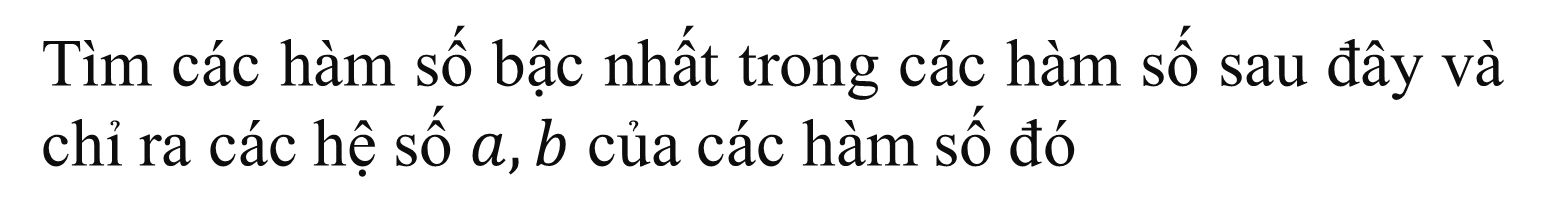 Tìm các hàm số bậc nhất trong các hàm số sau đây và
chỉ ra các hệ số a, b của các hàm số đó